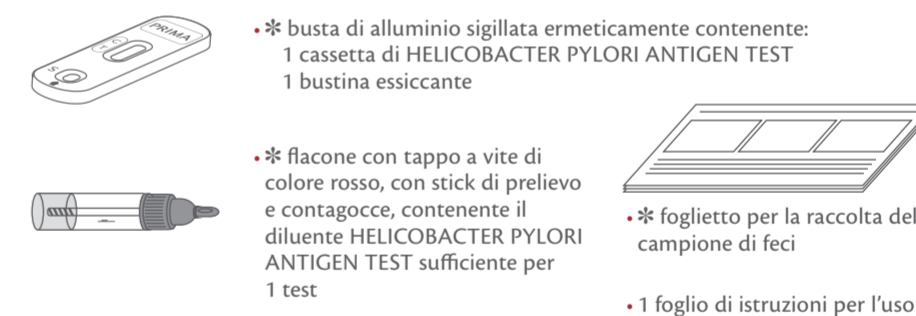 PRIMA
C
T
S
• ✻ busta di alluminio sigillata ermeticamente contenente:
1 cassetta di HELICOBACTER PYLORI ANTIGEN TEST
1 bustina essiccante
• ✻ flacone con tappo a vite di
colore rosso, con stick di prelievo
e contagocce, contenente il
diluente HELICOBACTER PYLORI
ANTIGEN TEST sufficiente per
1 test
• ✻ foglietto per la raccolta del
campione di feci
• 1 foglio di istruzioni per l'uso